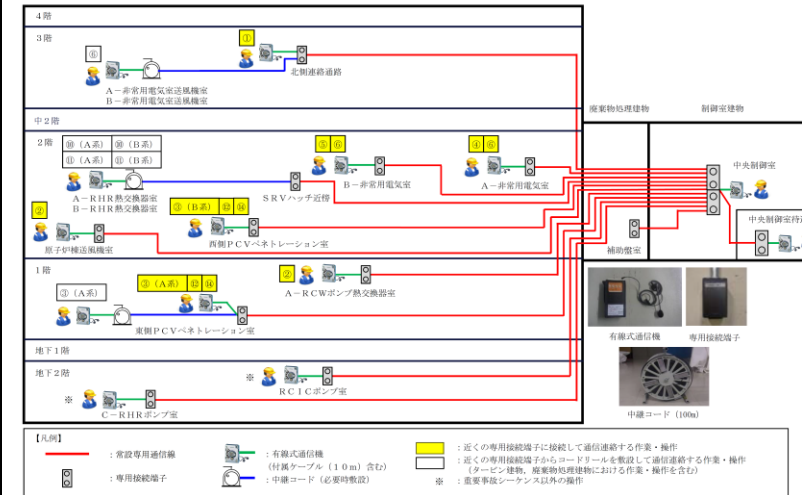 4階
3階
①
⑥
北側連絡通路
A－非常用電気室送風機室
B－非常用電気室送風機室
廃棄物処理建物
制御室建物
中2階
2階
⑩（A系） ⑩（B系）
⑪（A系） ⑪（B系）
⑤ ⑥
④ ⑥
中央制御室
B－非常用電気室
A－非常用電気室
A－RHR熱交換器室
B－RHR熱交換器室
SRVハッチ近傍
②
③（B系） ⑫ ⑭
中央制御室待避
原子炉棟送風機室
西側PCVペネトレーション室
補助盤室
1階
②
③（A系） ⑫ ⑭
③（A系）
A－RCWポンプ熱交換器室
東側PCVペネトレーション室
有線式通信機
専用接続端子
地下1階
地下2階
※
RCICポンプ室
※
C－RHRポンプ室
中継コード（100m）
【凡例】
：常設専用通信線
：専用接続端子
：有線式通信機
（付属ケーブル（10m）含む）
：中継コード（必要時敷設）
：近くの専用接続端子に接続して通信連絡する作業・操作
：近くの専用接続端子からコードリールを敷設して通信連絡する作業・操作
（タービン建物、廃棄物処理建物における作業・操作を含む）
※ ：重要事故シーケンス以外の操作